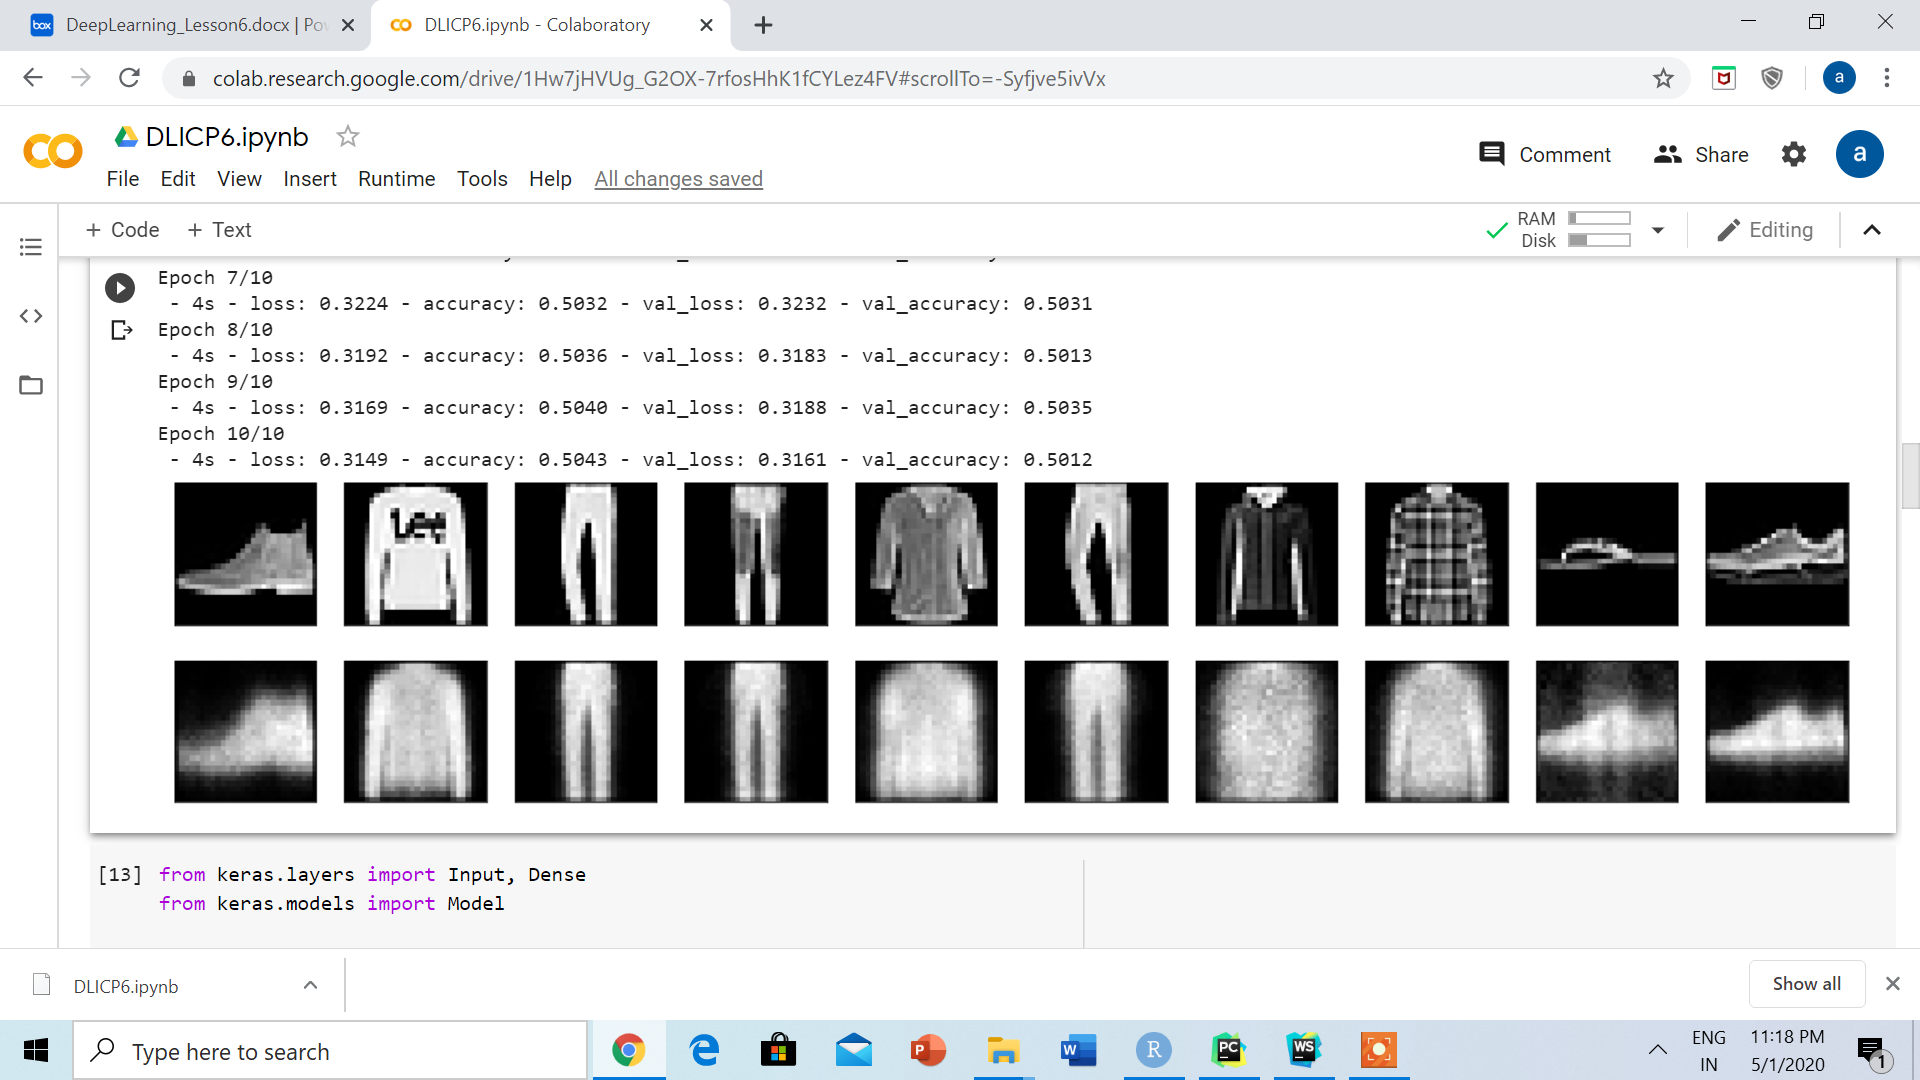 box DeepLearning_Lesson6.docx | Po
DLICP6.ipynb - Colaboratory
colab.research.google.com/drive/1Hw7jHVUg_G2OX-7rfosHhK1fCYLez4FV#scrollTo=-Syfjve5ivVx
a
DLICP6.ipynb
Comment
Share
a
File Edit View Insert Runtime Tools Help All changes saved
+ Code + Text
RAM
Disk
Editing
Epoch 7/10
- 4s - loss: 0.3224 - accuracy: 0.5032 - val_loss: 0.3232 - val_accuracy: 0.5031
Epoch 8/10
- 4s - loss: 0.3192 - accuracy: 0.5036 - val_loss: 0.3183 - val_accuracy: 0.5013
Epoch 9/10
- 4s - loss: 0.3169 - accuracy: 0.5040 - val_loss: 0.3188 - val_accuracy: 0.5035
Epoch 10/10
- 4s - loss: 0.3149 - accuracy: 0.5043 - val_loss: 0.3161 - val_accuracy: 0.5012
Lee
[13] from keras.layers import Input, Dense
from keras.models import Model
DLICP6.ipynb
Show all
Type here to search
P
W
R
PC
WS
ENG
IN
11:18 PM
5/1/2020
1